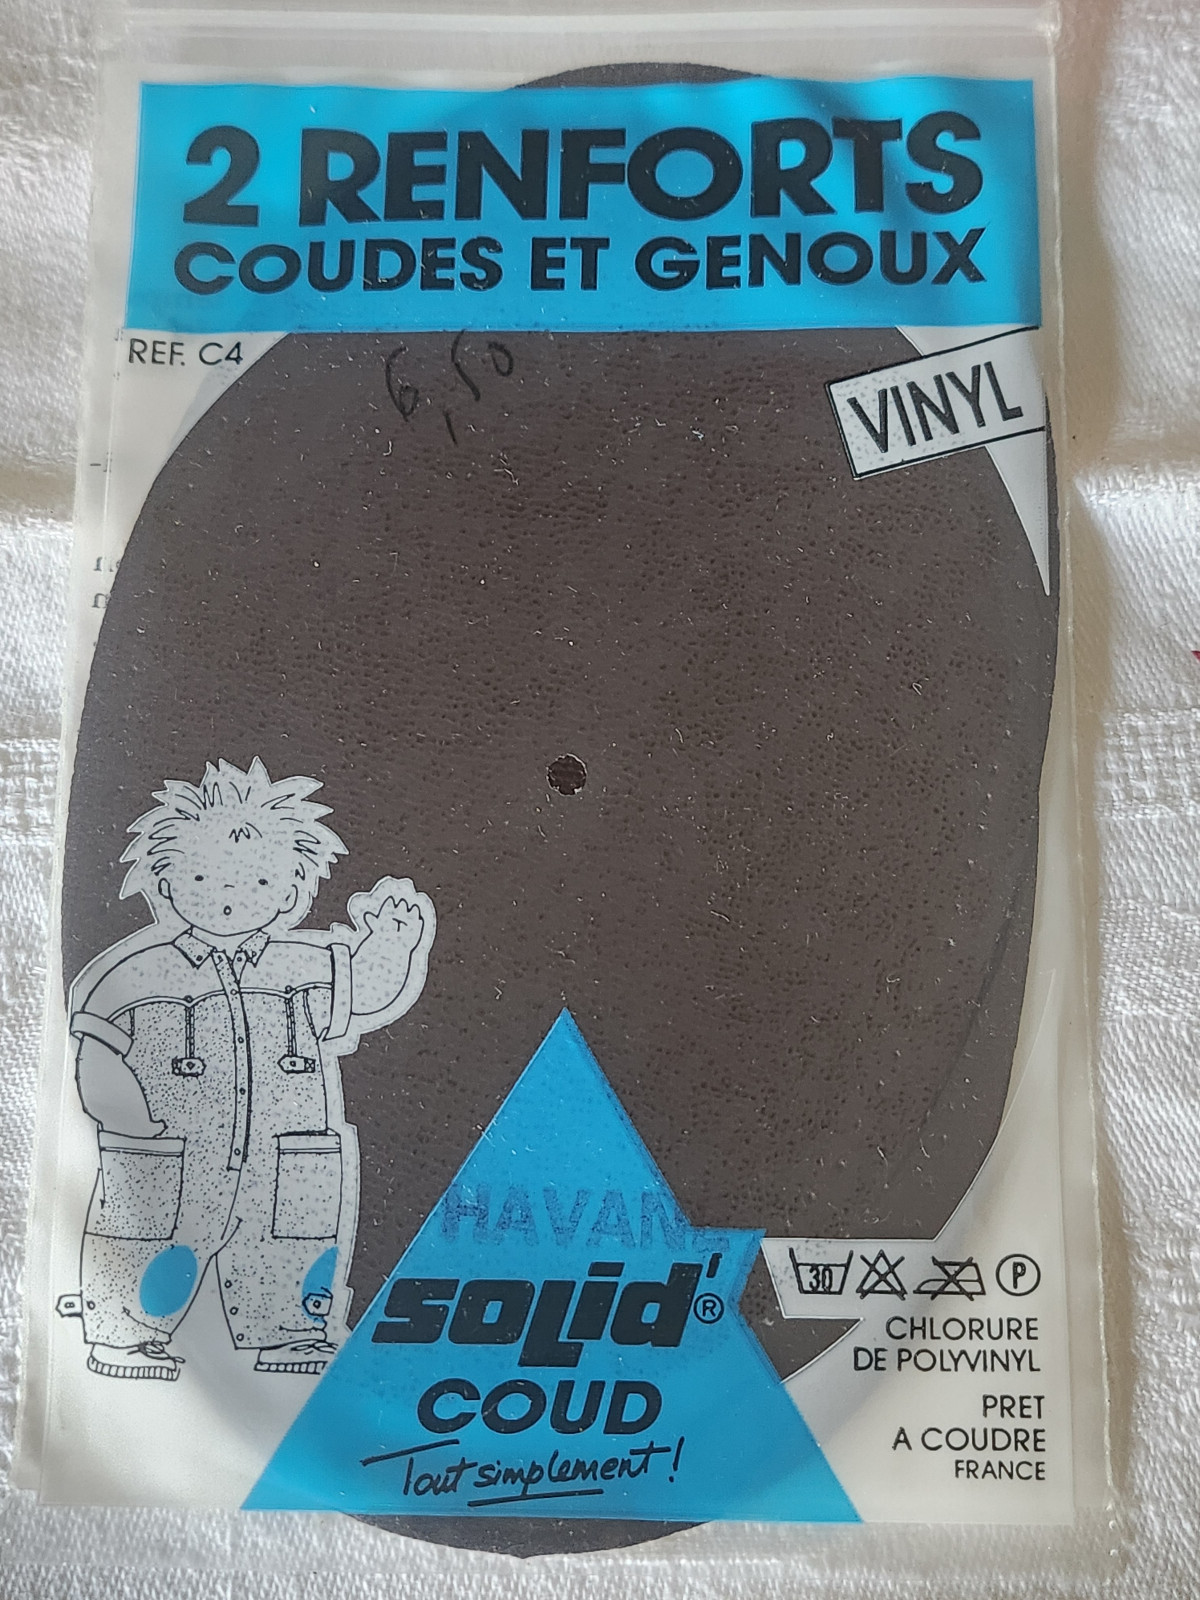 2 RENFORTS
COUDES ET GENOUX
REF. C4
6,50
VINYL
HAVANE
SOLID'®
COUD
Tout simplement !
30
P
CHLORURE
DE POLYVINYL
PRET
A COUDRE
FRANCE